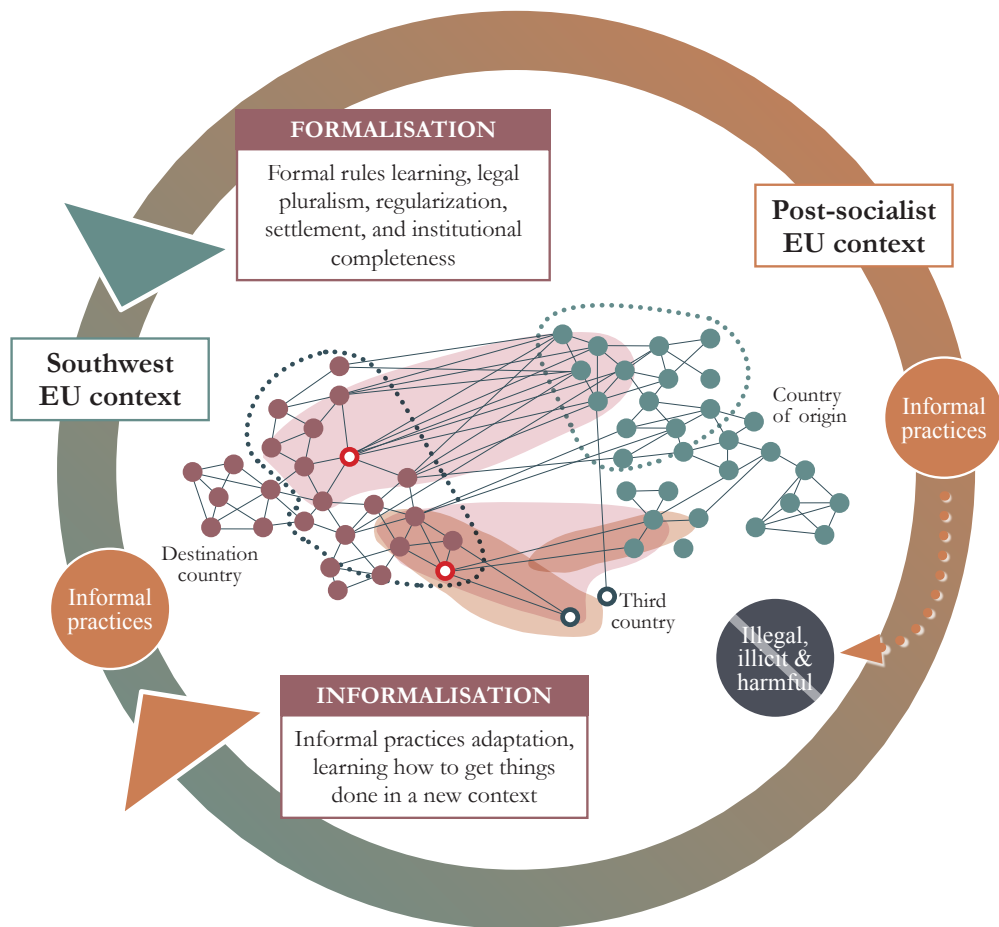 FORMALISATION
Formal rules learning, legal
pluralism, regularization,
settlement, and institutional
completeness
Post-socialist
EU context
Southwest
EU context
Country
of origin
Informal
practices
Destination
country
Informal
practices
Third
country
Illegal,
illicit &
harmful
INFORMALISATION
Informal practices adaptation,
learning how to get things
done in a new context